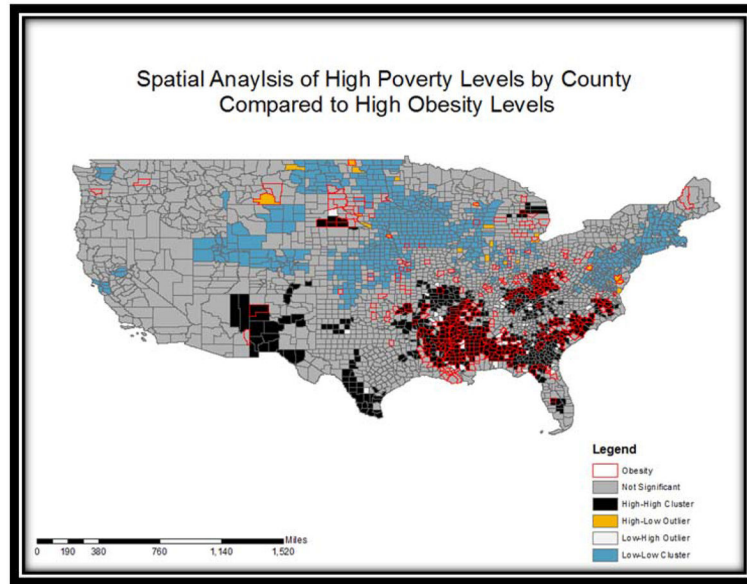 Spatial Anaylsis of High Poverty Levels by County
Compared to High Obesity Levels
Legend
Obesity
Not Significant
High-High Cluster
High-Low Outlier
Low-High Outlier
Low-Low Cluster
Miles
0 190 380 760 1,140 1,520